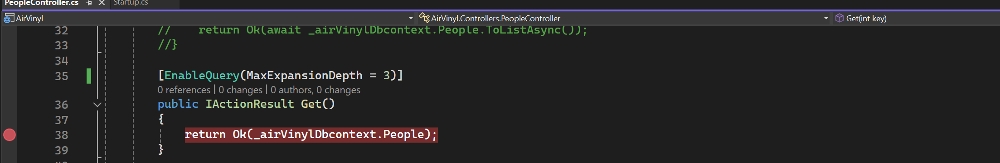 PeopleController.cs Startup.cs
AirVinyl AirVinyl.Controllers.PeopleController Get(int key)
32 // return Ok(await _airVinylDbcontext.People.ToListAsync());
33 //}
34
35 [EnableQuery(MaxExpansionDepth = 3)]
0 references | 0 changes | 0 authors, 0 changes
36 public IActionResult Get()
37 {
38 return Ok(_airVinylDbcontext.People);
39 }